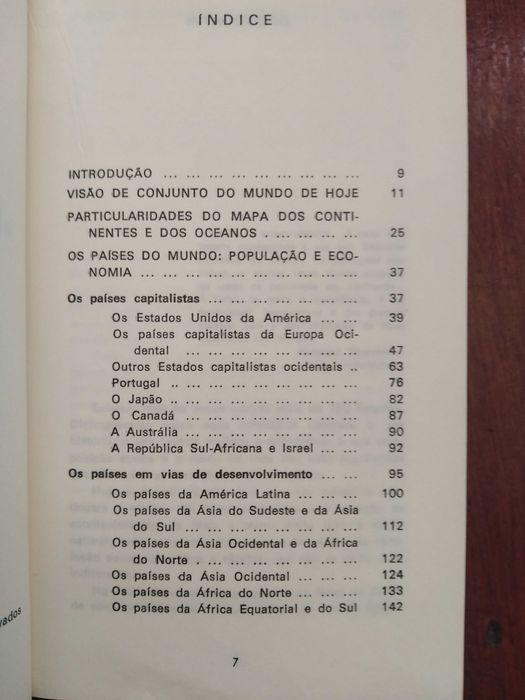 ÍNDICE
INTRODUÇÃO ... ... ... ... ... ... ... ... ... 9
VISÃO DE CONJUNTO DO MUNDO DE HOJE 11
PARTICULARIDADES DO MAPA DOS CONTI-
NENTES E DOS OCEANOS . ... ... ... ... 25
OS PAÍSES DO MUNDO: POPULAÇÃO E ECO-
NOMIA ... ... ... ... ... ... ... ... ... ... 37
Os países capitalistas ... ... ... ... ... ... ... 37
Os Estados Unidos da América ... ... 39
Os países capitalistas da Europa Oci-
dental ... ... ... ... ... ... ... ... 47
Outros Estados capitalistas ocidentais .. 63
Portugal .. ... ... ... ... ... ... ... ... 76
O Japão .. ... ... ... ... ... ... ... ... 82
O Canadá ... ... ... ... ... ... ... ... 87
A Austrália ... ... ... ... ... ... ... ... 90
A República Sul-Africana e Israel ... ... 92
Os países em vias de desenvolvimento ... ... 95
Os países da América Latina ... ... ... 100
Os países da Ásia do Sudeste e da Ásia
do Sul ... ... ... ... ... ... ... ... 112
Os países da Ásia Ocidental e da África
do Norte . ... ... ... ... ... ... ... 122
Os países da Ásia Ocidental ... ... ... 124
Os países da África do Norte ... ... ... 133
Os países da África Equatorial e do Sul 142
7